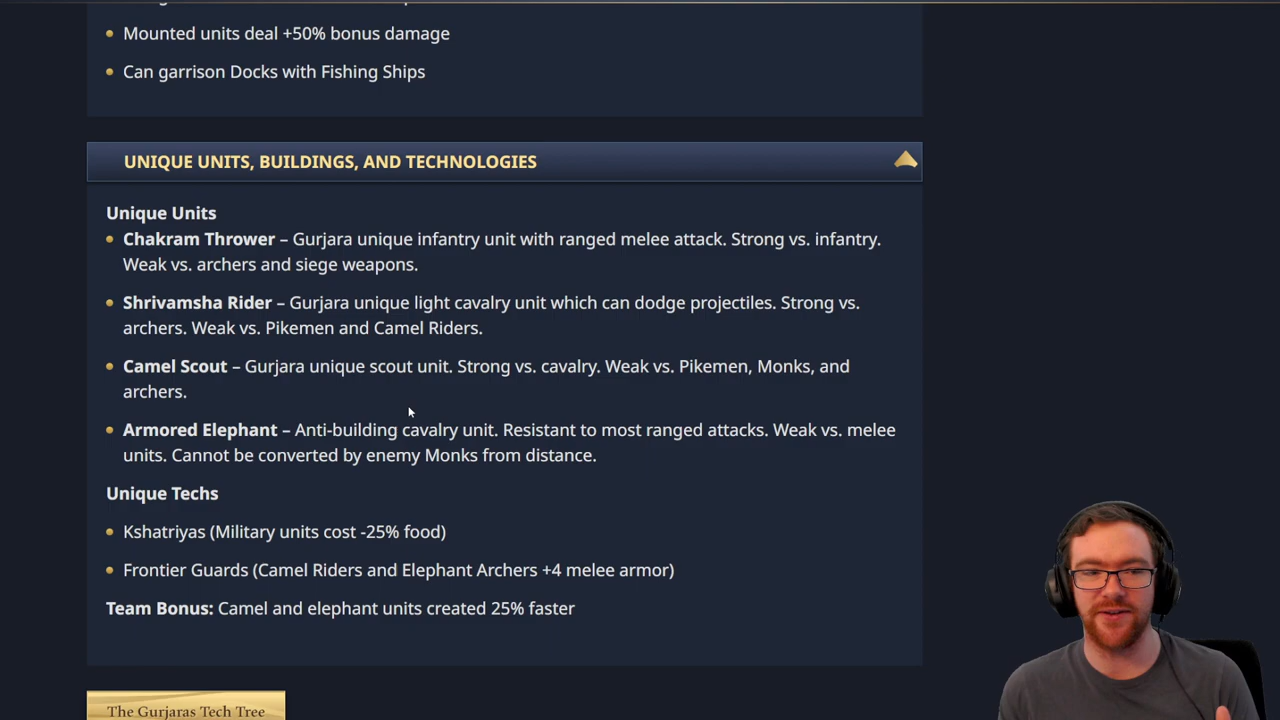 Mounted units deal +50% bonus damage
Can garrison Docks with Fishing Ships
UNIQUE UNITS, BUILDINGS, AND TECHNOLOGIES
Unique Units
Chakram Thrower – Gurjara unique infantry unit with ranged melee attack. Strong vs. infantry.
Weak vs. archers and siege weapons.
Shrivamsha Rider – Gurjara unique light cavalry unit which can dodge projectiles. Strong vs.
archers. Weak vs. Pikemen and Camel Riders.
Camel Scout – Gurjara unique scout unit. Strong vs. cavalry. Weak vs. Pikemen, Monks, and
archers.
Armored Elephant – Anti-building cavalry unit. Resistant to most ranged attacks. Weak vs. melee
units. Cannot be converted by enemy Monks from distance.
Unique Techs
Kshatriyas (Military units cost -25% food)
Frontier Guards (Camel Riders and Elephant Archers +4 melee armor)
Team Bonus: Camel and elephant units created 25% faster
The Gurjaras Tech Tree